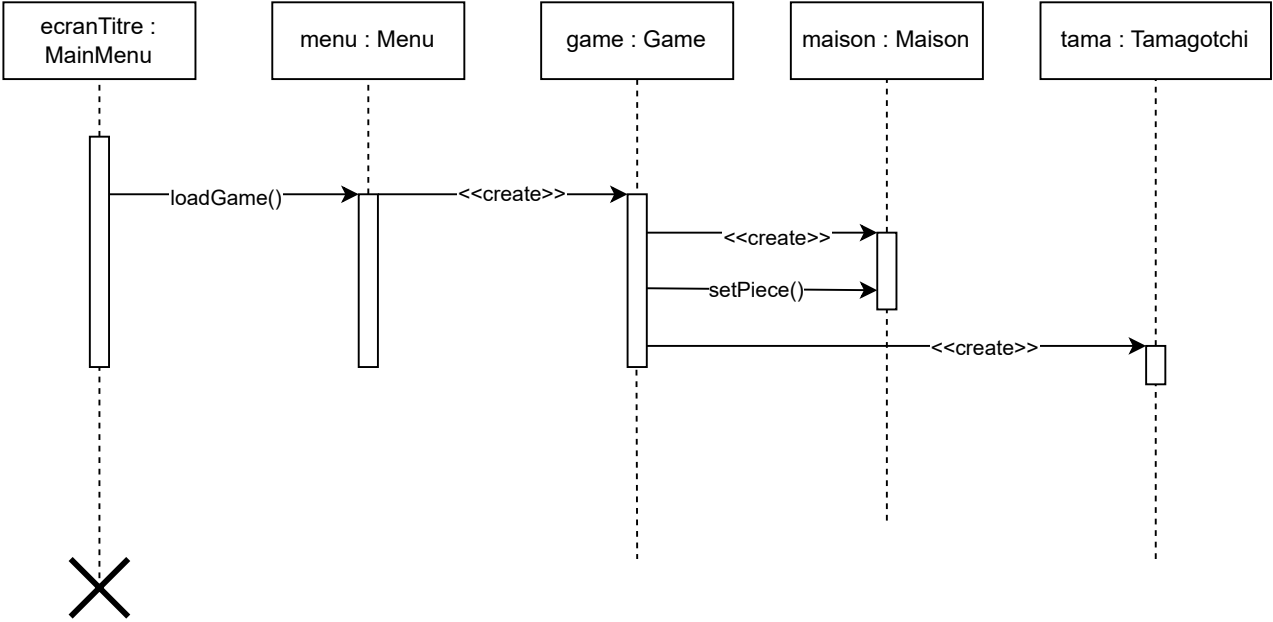 ecranTitre :
MainMenu
menu : Menu
game : Game
maison : Maison
tama : Tamagotchi
loadGame()
<<create>>
<<create>>
setPiece()
<<create>>